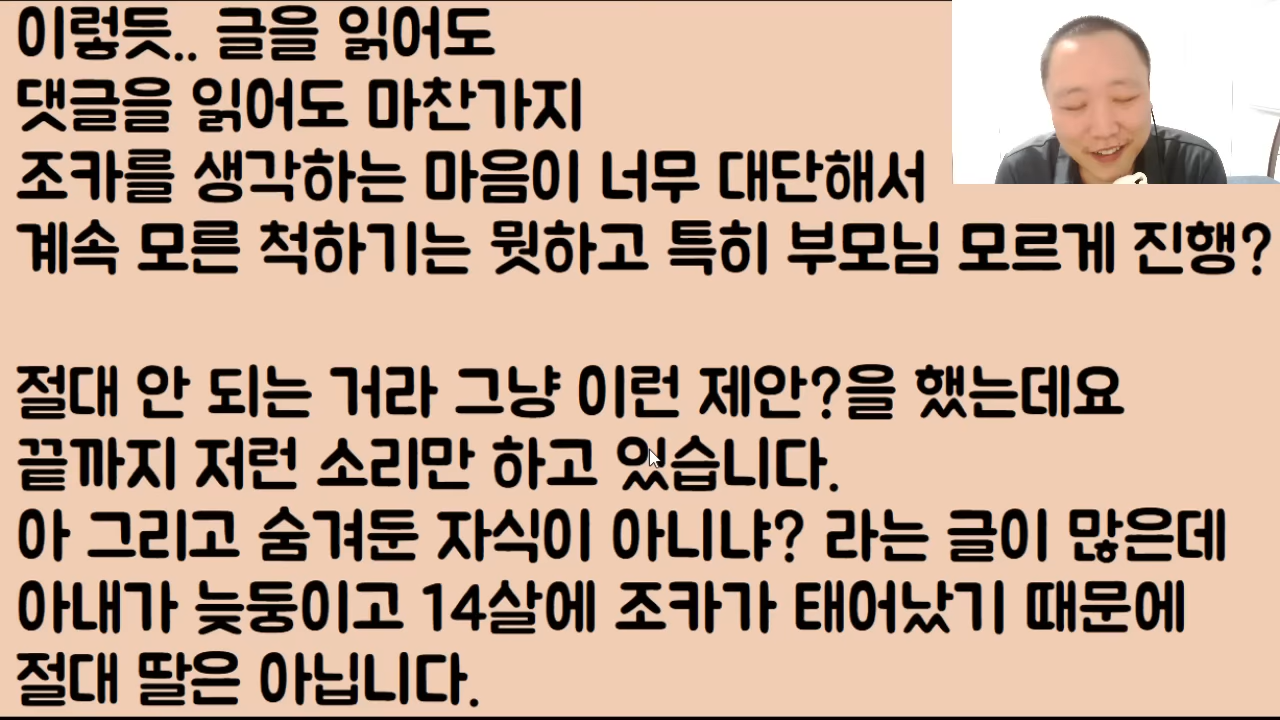 이렇듯.. 글을 읽어도
댓글을 읽어도 마찬가지
조카를 생각하는 마음이 너무 대단해서
계속 모른 척하기는 뭣하고 특히 부모님 모르게 진행?
절대 안 되는 거라 그냥 이런 제안?을 했는데요
끝까지 저런 소리만 하고 있습니다.
아 그리고 숨겨둔 자식이 아니냐? 라는 글이 많은데
아내가 늦둥이고 14살에 조카가 태어났기 때문에
절대 딸은 아닙니다.